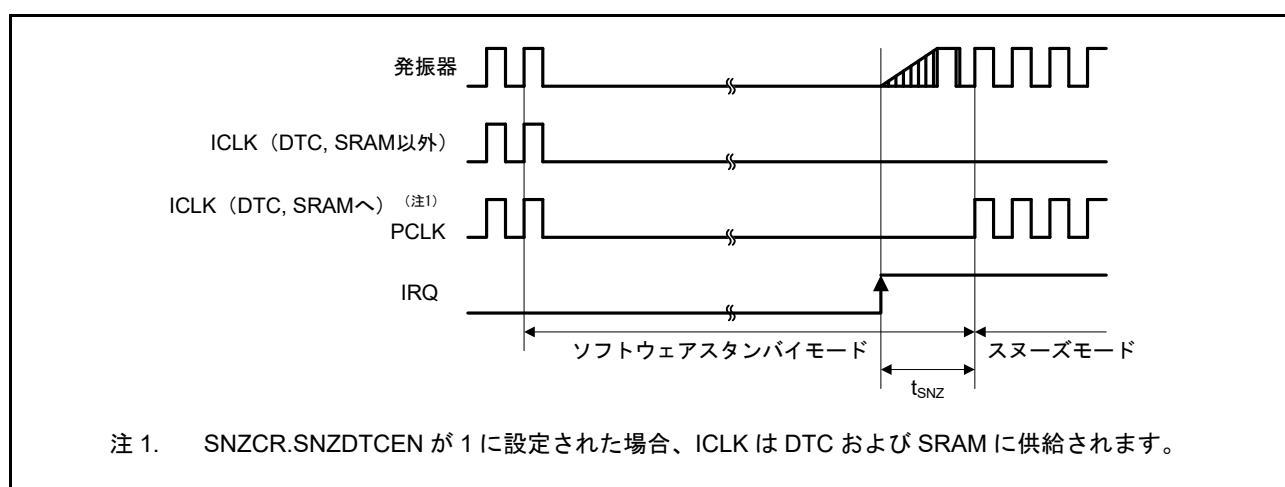 発振器
ICLK（DTC, SRAM以外）
ICLK（DTC, SRAMへ）（注1）
PCLK
IRQ
ソフトウェアスタンバイモード
スヌーズモード
tSNZ
注 1. SNZCR.SNZDTCEN が 1 に設定された場合、ICLK は DTC および SRAM に供給されます。